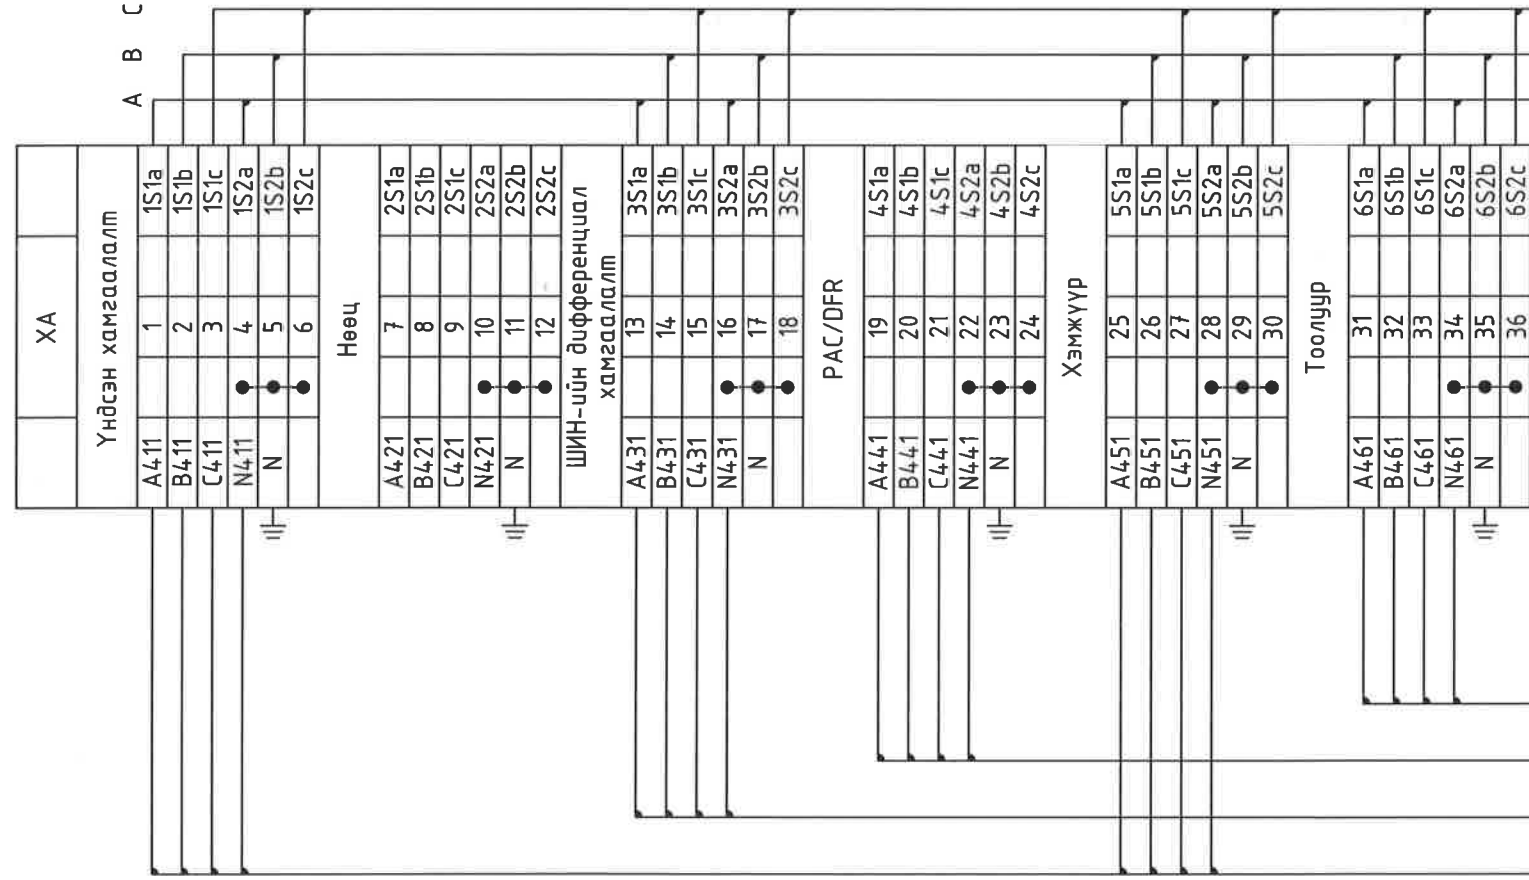 C
B
A
XA
Үндсэн хамгаалалт
A411 1 1S1a
B411 2 1S1b
C411 3 1S1c
N411 4 1S2a
N 5 1S2b
6 1S2c
Нөөц
A421 7 2S1a
B421 8 2S1b
C421 9 2S1c
N421 10 2S2a
N 11 2S2b
12 2S2c
ШИН-ийн дифференциал
хамгаалалт
A431 13 3S1a
B431 14 3S1b
C431 15 3S1c
N431 16 3S2a
N 17 3S2b
18 3S2c
РАС/DFR
A441 19 4S1a
B441 20 4S1b
C441 21 4S1c
N441 22 4S2a
N 23 4S2b
24 4S2c
Хэмжүүр
A451 25 5S1a
B451 26 5S1b
C451 27 5S1c
N451 28 5S2a
N 29 5S2b
30 5S2c
Тоолуур
A461 31 6S1a
B461 32 6S1b
C461 33 6S1c
N461 34 6S2a
N 35 6S2b
36 6S2c